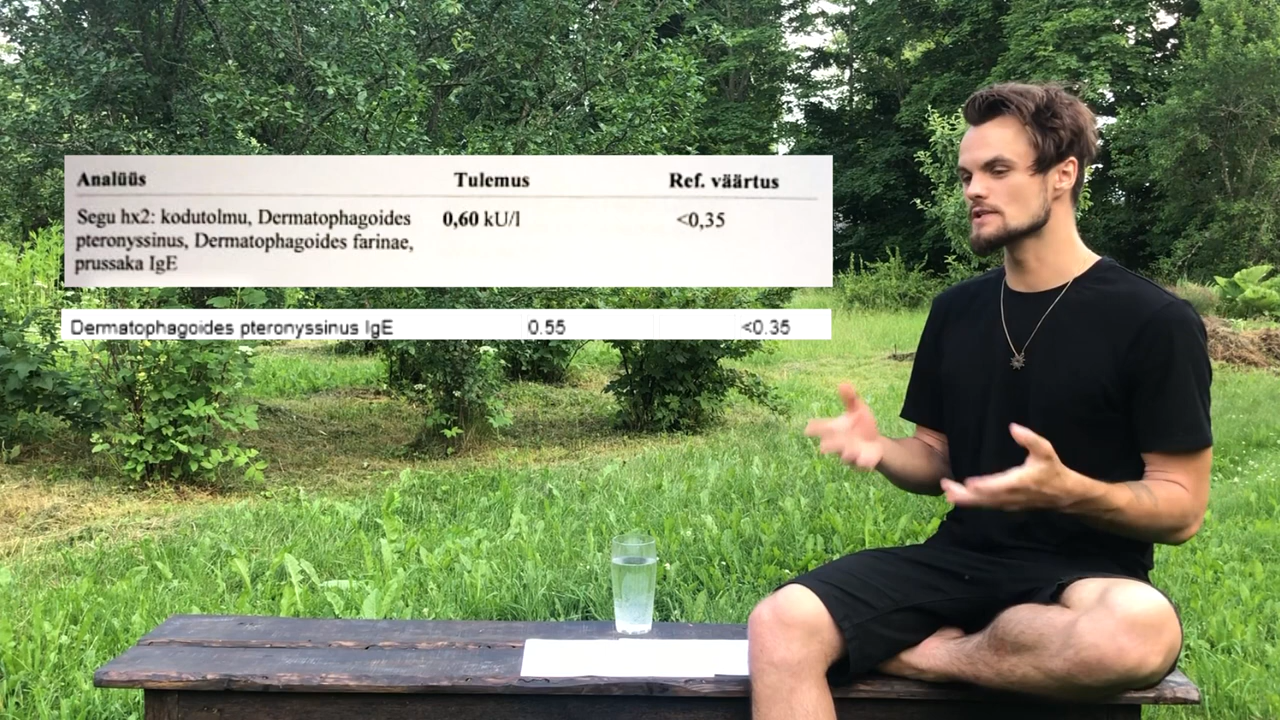 Analüüs Tulemus Ref. väärtus
Segu hx2: kodutolmu, Dermatophagoides 0,60 kU/l <0,35
pteronyssinus, Dermatophagoides farinae,
prussaka IgE
Dermatophagoides pteronyssinus IgE 0.55 <0.35